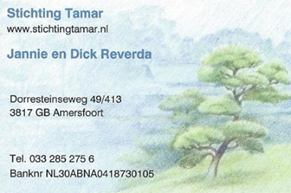 Stichting Tamar
www.stichtingtamar.nl
Jannie en Dick Reverda
Dorresteinseweg 49/413
3817 GB Amersfoort
Tel. 033 285 275 6
Banknr NL30ABNA0418730105